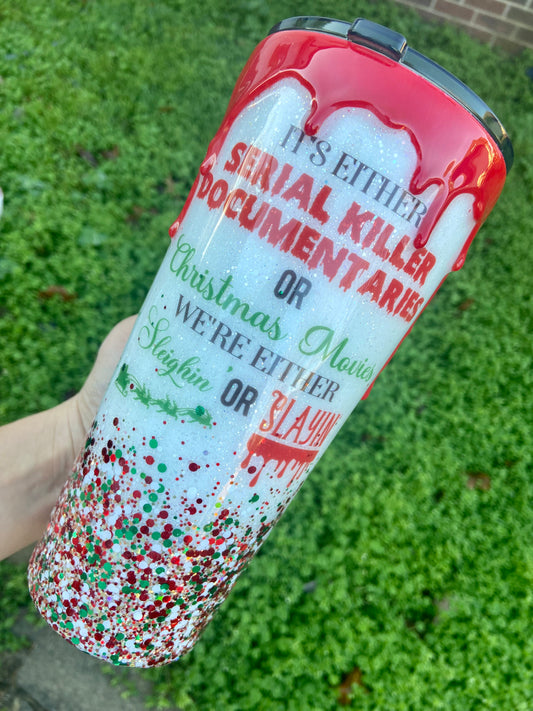 IT'S EITHER
SERIAL KILLER
DOCUMENTARIES
OR
Christmas Movies
WE'RE EITHER
Sleighin' OR SLAYIN'